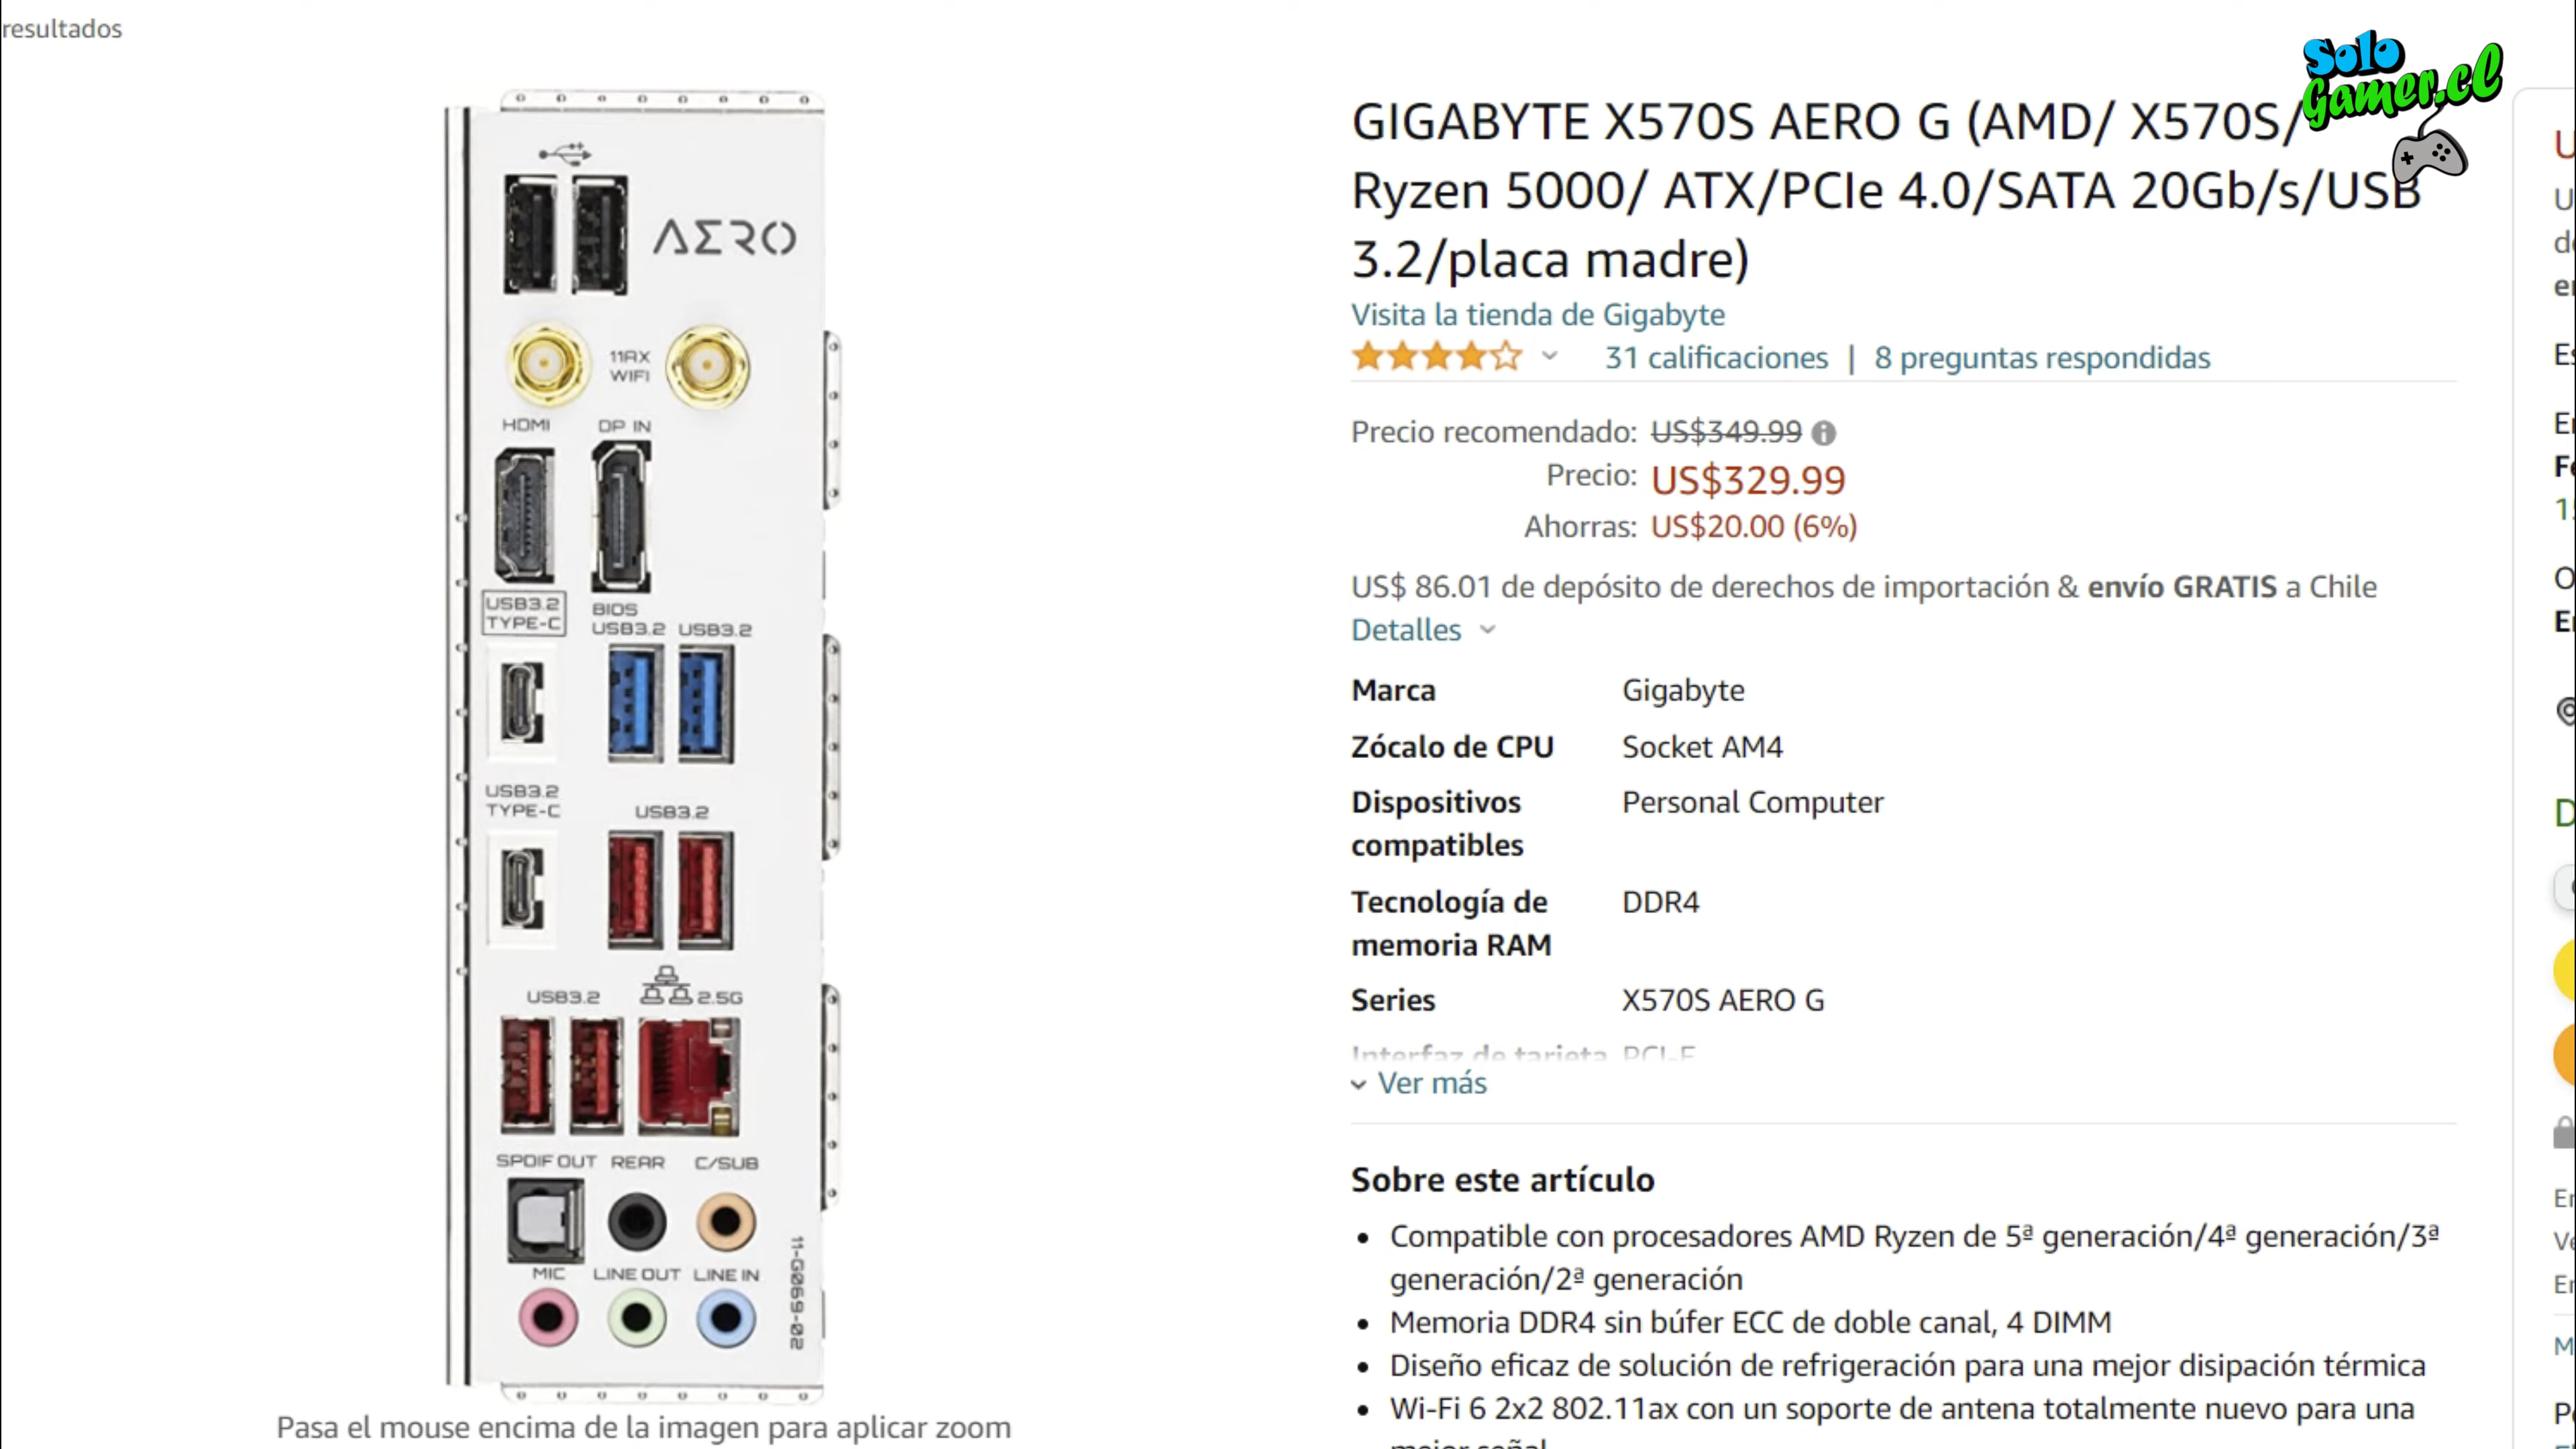 resultados
Solo
Gamer.cl
AERO
11AX
WIFI
HDMI
DP IN
USB3.2
TYPE-C
BIOS
USB3.2
USB3.2
USB3.2
TYPE-C
USB3.2
USB3.2
2.5G
SPDIF OUT
REAR
C/SUB
MIC
LINE OUT
LINE IN
11-G069-02
Pasa el mouse encima de la imagen para aplicar zoom
GIGABYTE X570S AERO G (AMD/ X570S/
Ryzen 5000/ ATX/PCIe 4.0/SATA 20Gb/s/USB
3.2/placa madre)
Visita la tienda de Gigabyte
31 calificaciones | 8 preguntas respondidas
Precio recomendado: US$349.99
Precio: US$329.99
Ahorras: US$20.00 (6%)
US$ 86.01 de depósito de derechos de importación & envío GRATIS a Chile
Detalles
Marca Gigabyte
Zócalo de CPU Socket AM4
Dispositivos compatibles Personal Computer
Tecnología de memoria RAM DDR4
Series X570S AERO G
Interfaz de tarjeta PCI-E
Ver más
Sobre este artículo
Compatible con procesadores AMD Ryzen de 5ª generación/4ª generación/3ª
generación/2ª generación
Memoria DDR4 sin búfer ECC de doble canal, 4 DIMM
Diseño eficaz de solución de refrigeración para una mejor disipación térmica
Wi-Fi 6 2x2 802.11ax con un soporte de antena totalmente nuevo para una
mejor señal